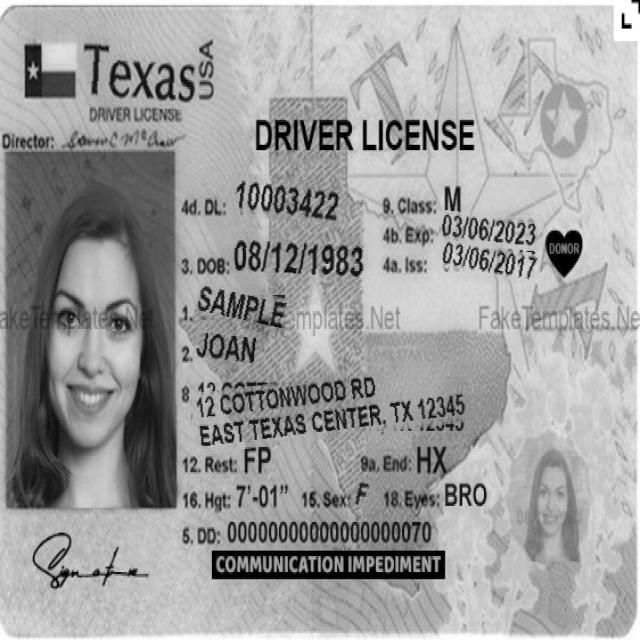 Texas USA
DRIVER LICENSE
Director:
DRIVER LICENSE
4d. DL: 10003422 9. Class: M
4b. Exp: 03/06/2023
DONOR
3. DOB: 08/12/1983 4a. Iss: 03/06/2017
1. SAMPLE
FakeTemplates.Net FakeTemplates.Net FakeTemplates.Net
2. JOAN
8. 12 COTTONWOOD RD
EAST TEXAS CENTER, TX 12345
12. Rest: FP 9a. End: HX
16. Hgt: 7'-01" 15. Sex: F 18. Eyes: BRO
5. DD: 00000000000000000070
Signature
COMMUNICATION IMPEDIMENT